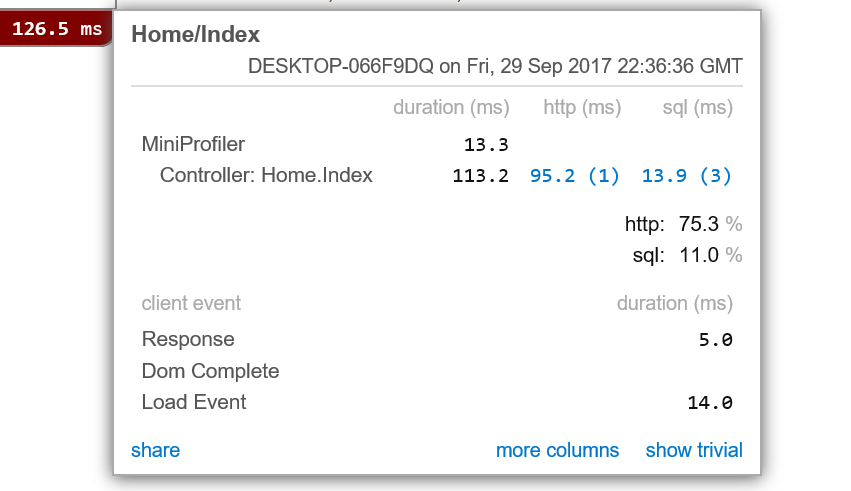 126.5 ms
Home/Index
DESKTOP-066F9DQ on Fri, 29 Sep 2017 22:36:36 GMT
duration (ms) http (ms) sql (ms)
MiniProfiler 13.3
Controller: Home.Index 113.2 95.2 (1) 13.9 (3)
http: 75.3 %
sql: 11.0 %
client event duration (ms)
Response 5.0
Dom Complete
Load Event 14.0
share more columns show trivial